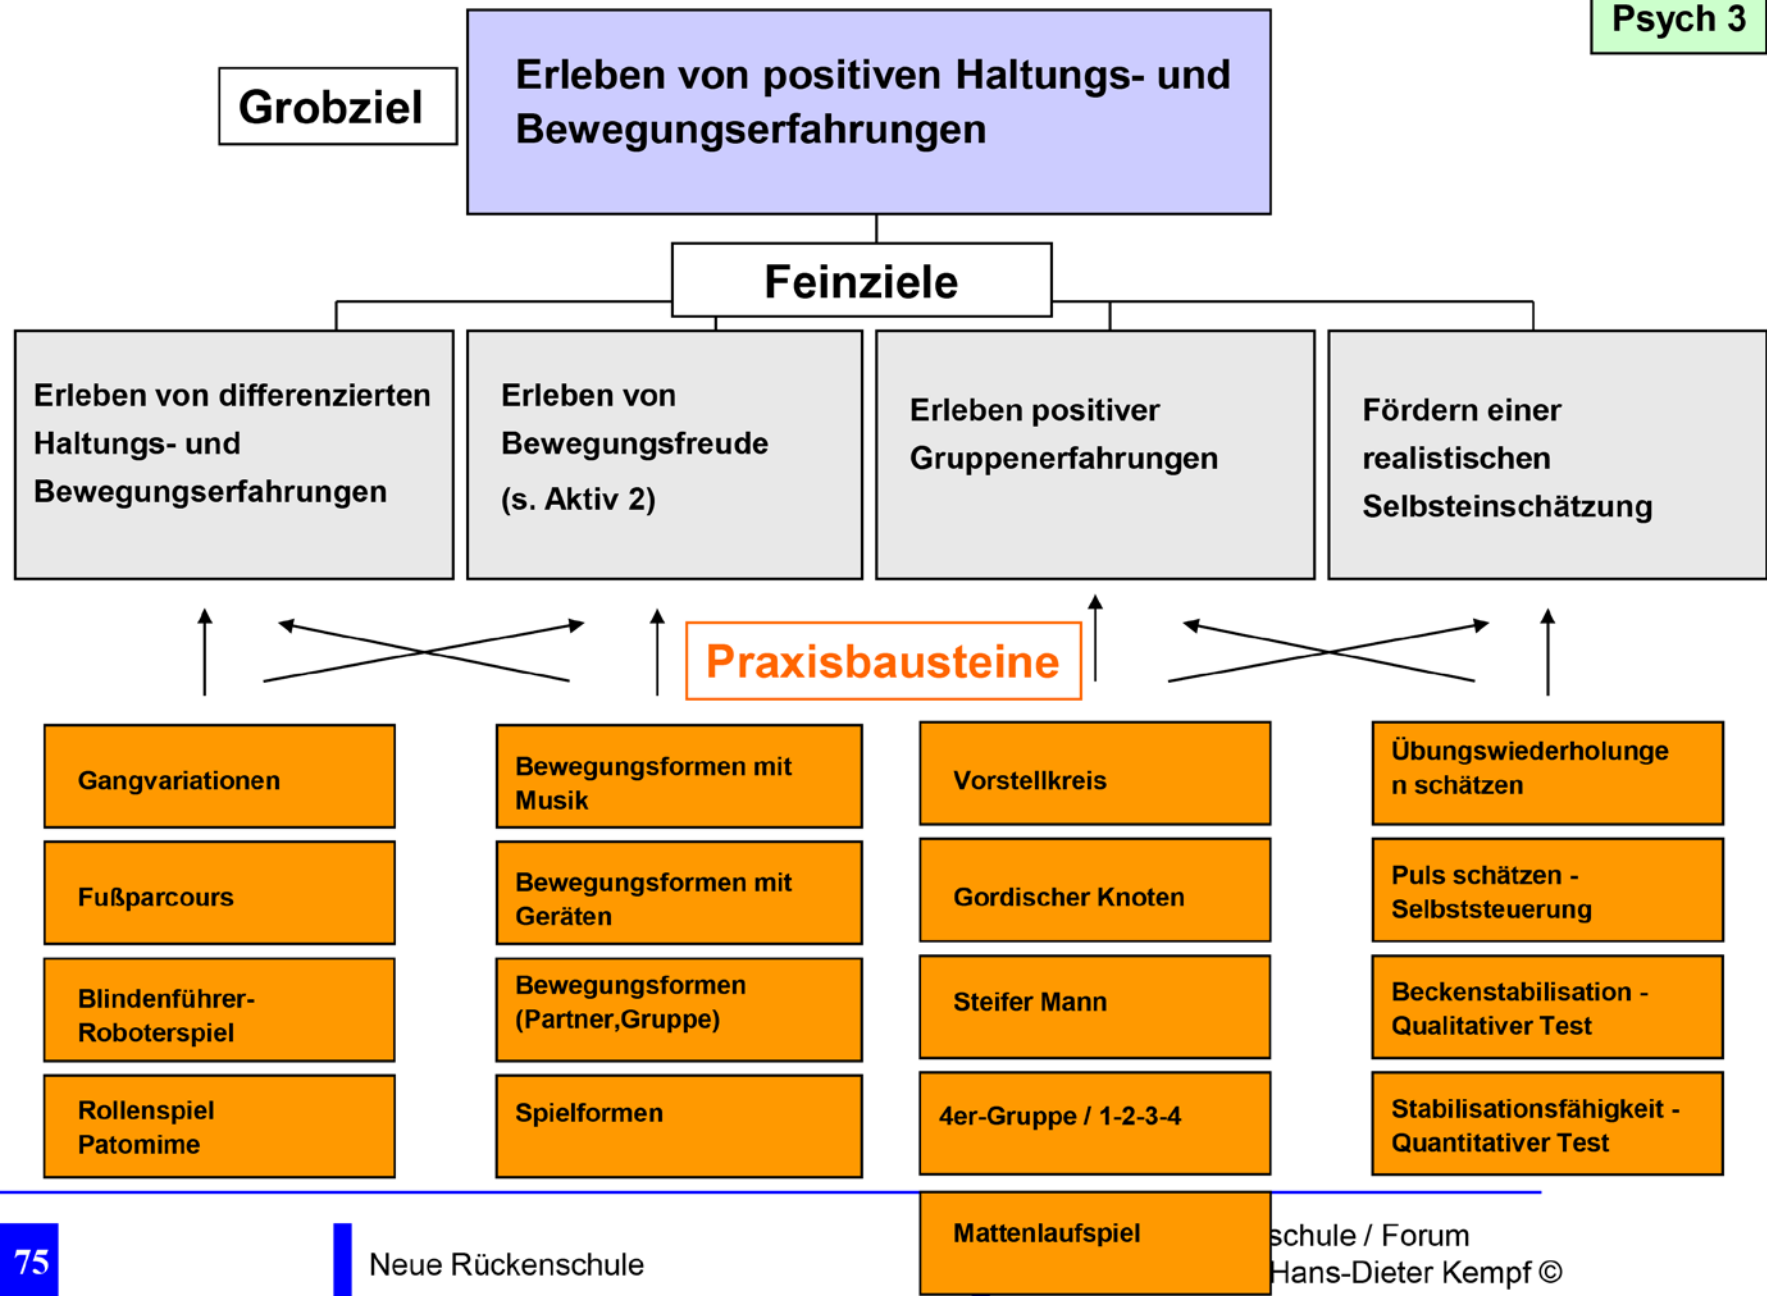 Psych 3
Grobziel
Erleben von positiven Haltungs- und
Bewegungserfahrungen
Feinziele
Erleben von differenzierten
Haltungs- und
Bewegungserfahrungen
Erleben von
Bewegungsfreude
(s. Aktiv 2)
Erleben positiver
Gruppenerfahrungen
Fördern einer
realistischen
Selbsteinschätzung
Praxisbausteine
Gangvariationen
Fußparcours
Blindenführer-
Roboterspiel
Rollenspiel
Patomime
Bewegungsformen mit
Musik
Bewegungsformen mit
Geräten
Bewegungsformen
(Partner,Gruppe)
Spielformen
Vorstellkreis
Gordischer Knoten
Steifer Mann
4er-Gruppe / 1-2-3-4
Mattenlaufspiel
Übungswiederholunge
n schätzen
Puls schätzen -
Selbststeuerung
Beckenstabilisation -
Qualitativer Test
Stabilisationsfähigkeit -
Quantitativer Test
75
Neue Rückenschule
schule / Forum
Hans-Dieter Kempf ©